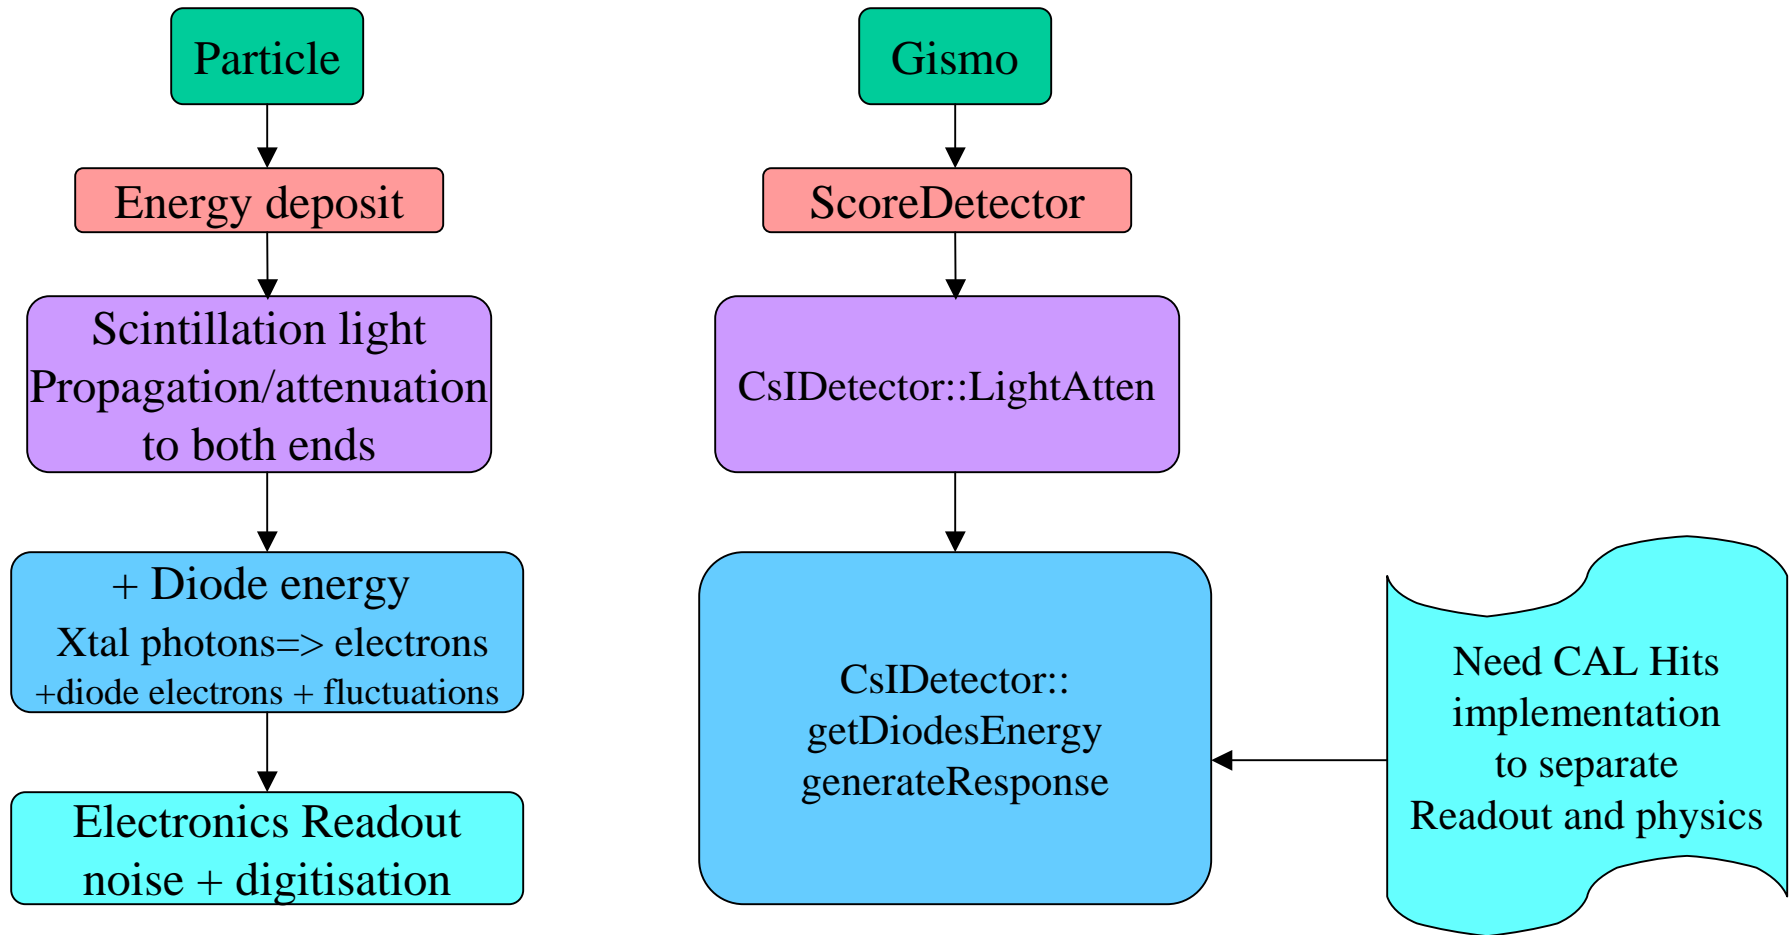 Particle
Energy deposit
Scintillation light
Propagation/attenuation
to both ends
+ Diode energy
Xtal photons=> electrons
+diode electrons + fluctuations
Electronics Readout
noise + digitisation
Gismo
ScoreDetector
CsIDetector::LightAtten
CsIDetector::
getDiodesEnergy
generateResponse
Need CAL Hits
implementation
to separate
Readout and physics